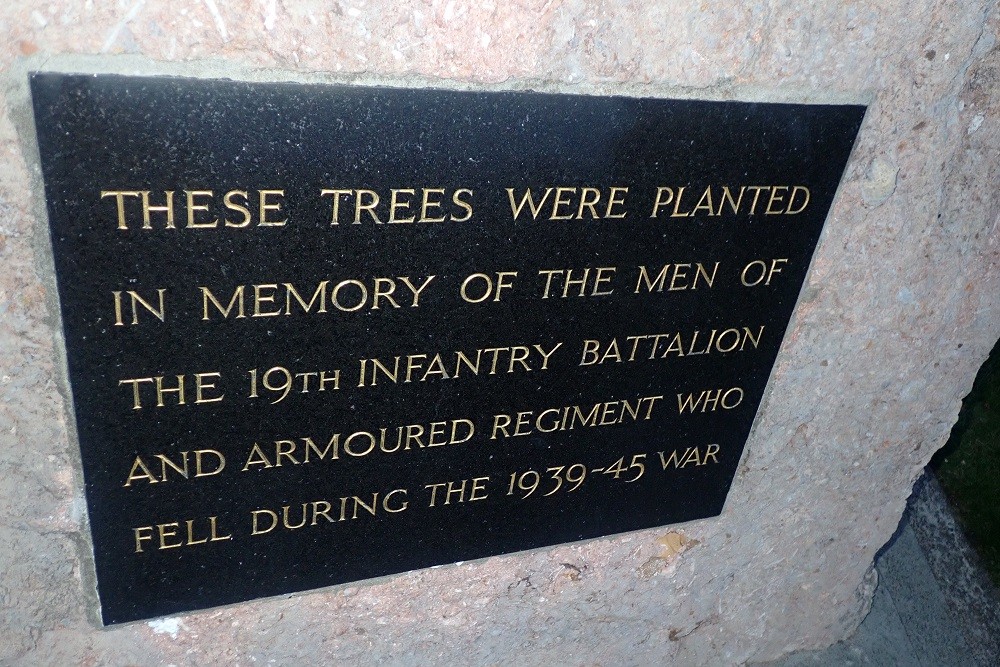 THESE TREES WERE PLANTED
IN MEMORY OF THE MEN OF
THE 19TH INFANTRY BATTALION
AND ARMOURED REGIMENT WHO
FELL DURING THE 1939-45 WAR